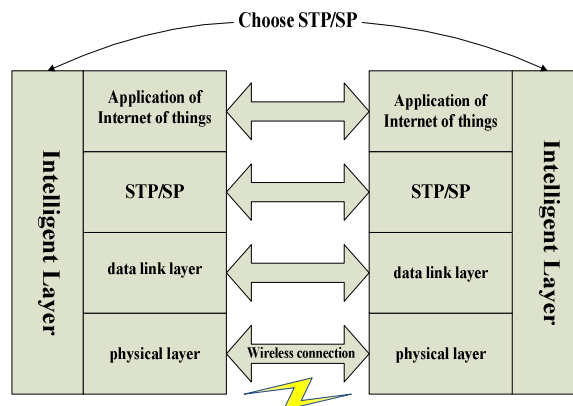 Choose STP/SP
Intelligent Layer
Application of
Internet of things
STP/SP
data link layer
physical layer
Wireless connection
Application of
Internet of things
STP/SP
data link layer
physical layer
Intelligent Layer